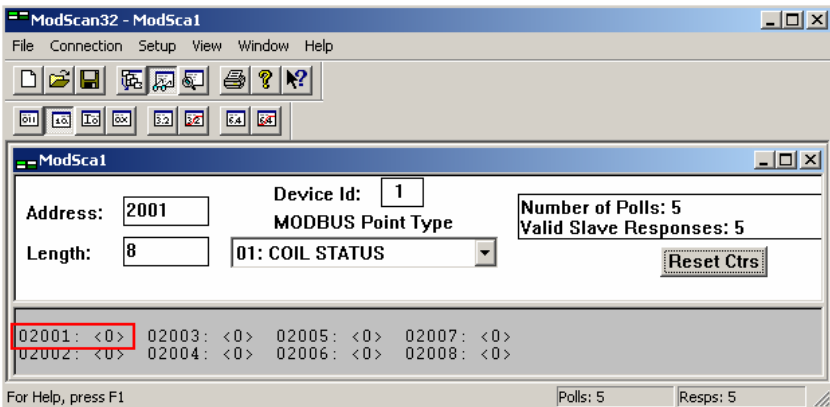 ModScan32 - ModSca1
File Connection Setup View Window Help
ModSca1
Device Id: 1
Address: 2001
MODBUS Point Type
Number of Polls: 5
Valid Slave Responses: 5
Length: 8
01: COIL STATUS
Reset Ctrs
02001: <0> 02003: <0> 02005: <0> 02007: <0>
02002: <0> 02004: <0> 02006: <0> 02008: <0>
For Help, press F1
Polls: 5
Resps: 5